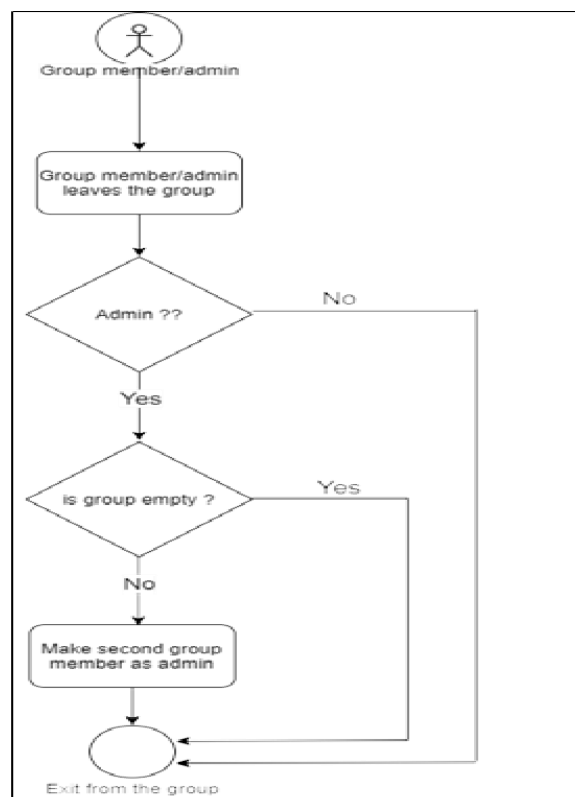 Group member/admin
Group member/admin
leaves the group
Admin ??
No
Yes
is group empty ?
Yes
No
Make second group
member as admin
Exit from the group